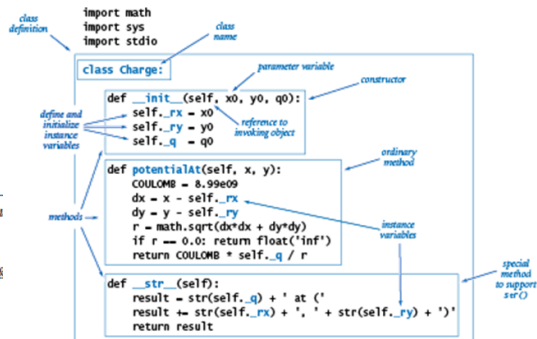 import math
import sys
import stdio
class definition
class name
class Charge:
parameter variable
constructor
def __init__(self, x0, y0, q0):
self._rx = x0
self._ry = y0
self._q = q0
define and initialize instance variables
reference to invoking object
ordinary method
def potentialAt(self, x, y):
COULOMB = 8.99e09
dx = x - self._rx
dy = y - self._ry
r = math.sqrt(dx*dx + dy*dy)
if r == 0.0: return float('inf')
return COULOMB * self._q / r
methods
instance variables
def __str__(self):
result = str(self._q) + ' at ('
result += str(self._rx) + ', ' + str(self._ry) + ')'
return result
special method to support str()